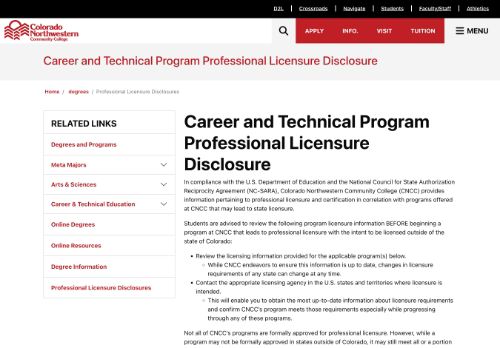 D2L Crossroads Navigate Students Faculty/Staff Athletics
Colorado
Northwestern
Community College
APPLY INFO. VISIT TUITION MENU
Career and Technical Program Professional Licensure Disclosure
Home / degrees / Professional Licensure Disclosures
RELATED LINKS
Degrees and Programs
Meta Majors
Arts & Sciences
Career & Technical Education
Online Degrees
Online Resources
Degree Information
Professional Licensure Disclosures
Career and Technical Program
Professional Licensure
Disclosure
In compliance with the U.S. Department of Education and the National Council for State Authorization
Reciprocity Agreement (NC-SARA), Colorado Northwestern Community College (CNCC) provides
information pertaining to professional licensure and certification in correlation with programs offered
at CNCC that may lead to state licensure.
Students are advised to review the following program licensure information BEFORE beginning a
program at CNCC that leads to professional licensure with the intent to be licensed outside of the
state of Colorado:
• Review the licensing information provided for the applicable program(s) below.
◦ While CNCC endeavors to ensure this information is up to date, changes in licensure
requirements of any state can change at any time.
• Contact the appropriate licensing agency in the U.S. states and territories where licensure is
intended.
◦ This will enable you to obtain the most up-to-date information about licensure requirements
and confirm CNCC's program meets those requirements especially while progressing
through any of these programs.
Not all of CNCC's programs are formally approved for professional licensure. However, while a
program may not be formally approved in states outside of Colorado, it may still meet all or a portion